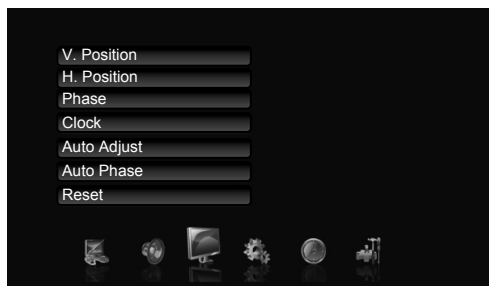 V. Position
H. Position
Phase
Clock
Auto Adjust
Auto Phase
Reset